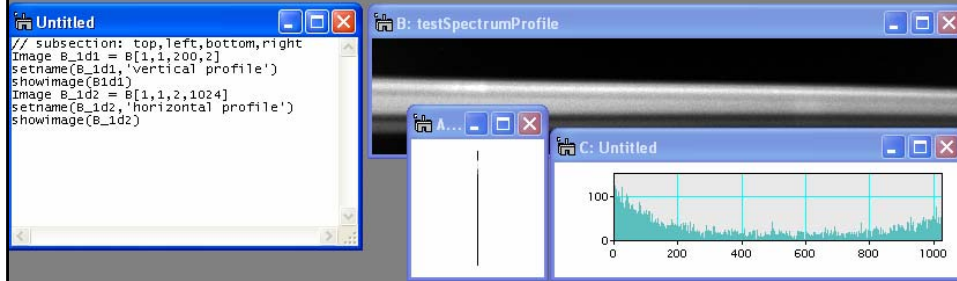 Untitled
// subsection: top,left,bottom,right
Image B_1d1 = B[1,1,200,2]
setname(B_1d1,'vertical profile')
showimage(B1d1)
Image B_1d2 = B[1,1,2,1024]
setname(B_1d2,'horizontal profile')
showimage(B_1d2)
B: testSpectrumProfile
A...
C: Untitled
100
0
0 200 400 600 800 1000